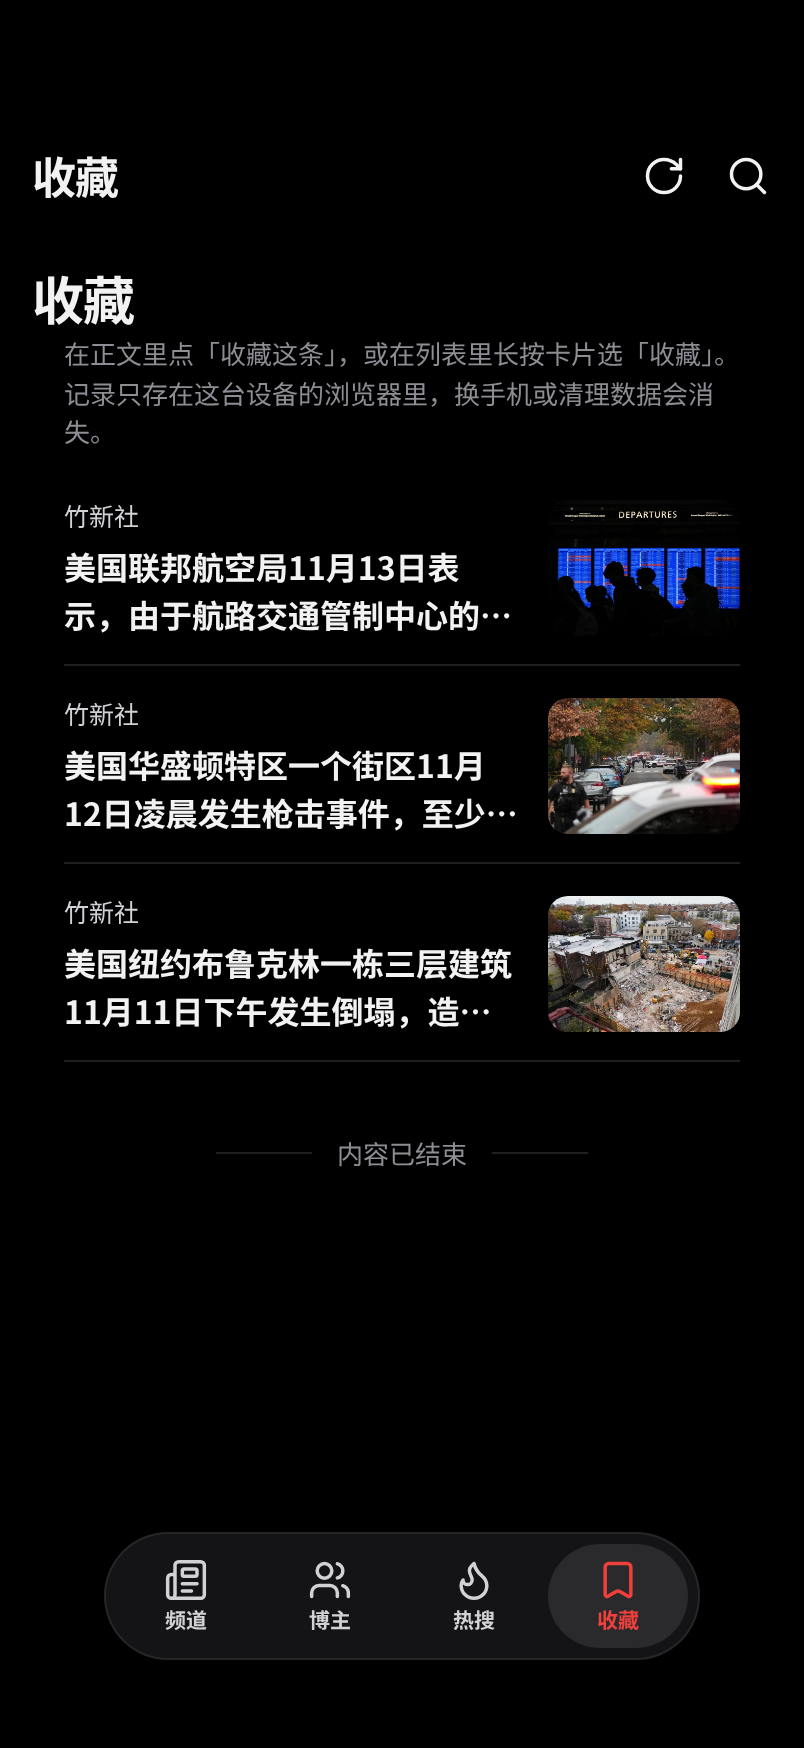 收藏
收藏
在正文里点「收藏这条」，或在列表里长按卡片选「收藏」。
记录只存在这台设备的浏览器里，换手机或清理数据会消
失。
竹新社
美国联邦航空局11月13日表
示，由于航路交通管制中心的…
DEPARTURES
竹新社
美国华盛顿特区一个街区11月
12日凌晨发生枪击事件，至少…
竹新社
美国纽约布鲁克林一栋三层建筑
11月11日下午发生倒塌，造…
内容已结束
频道
博主
热搜
收藏